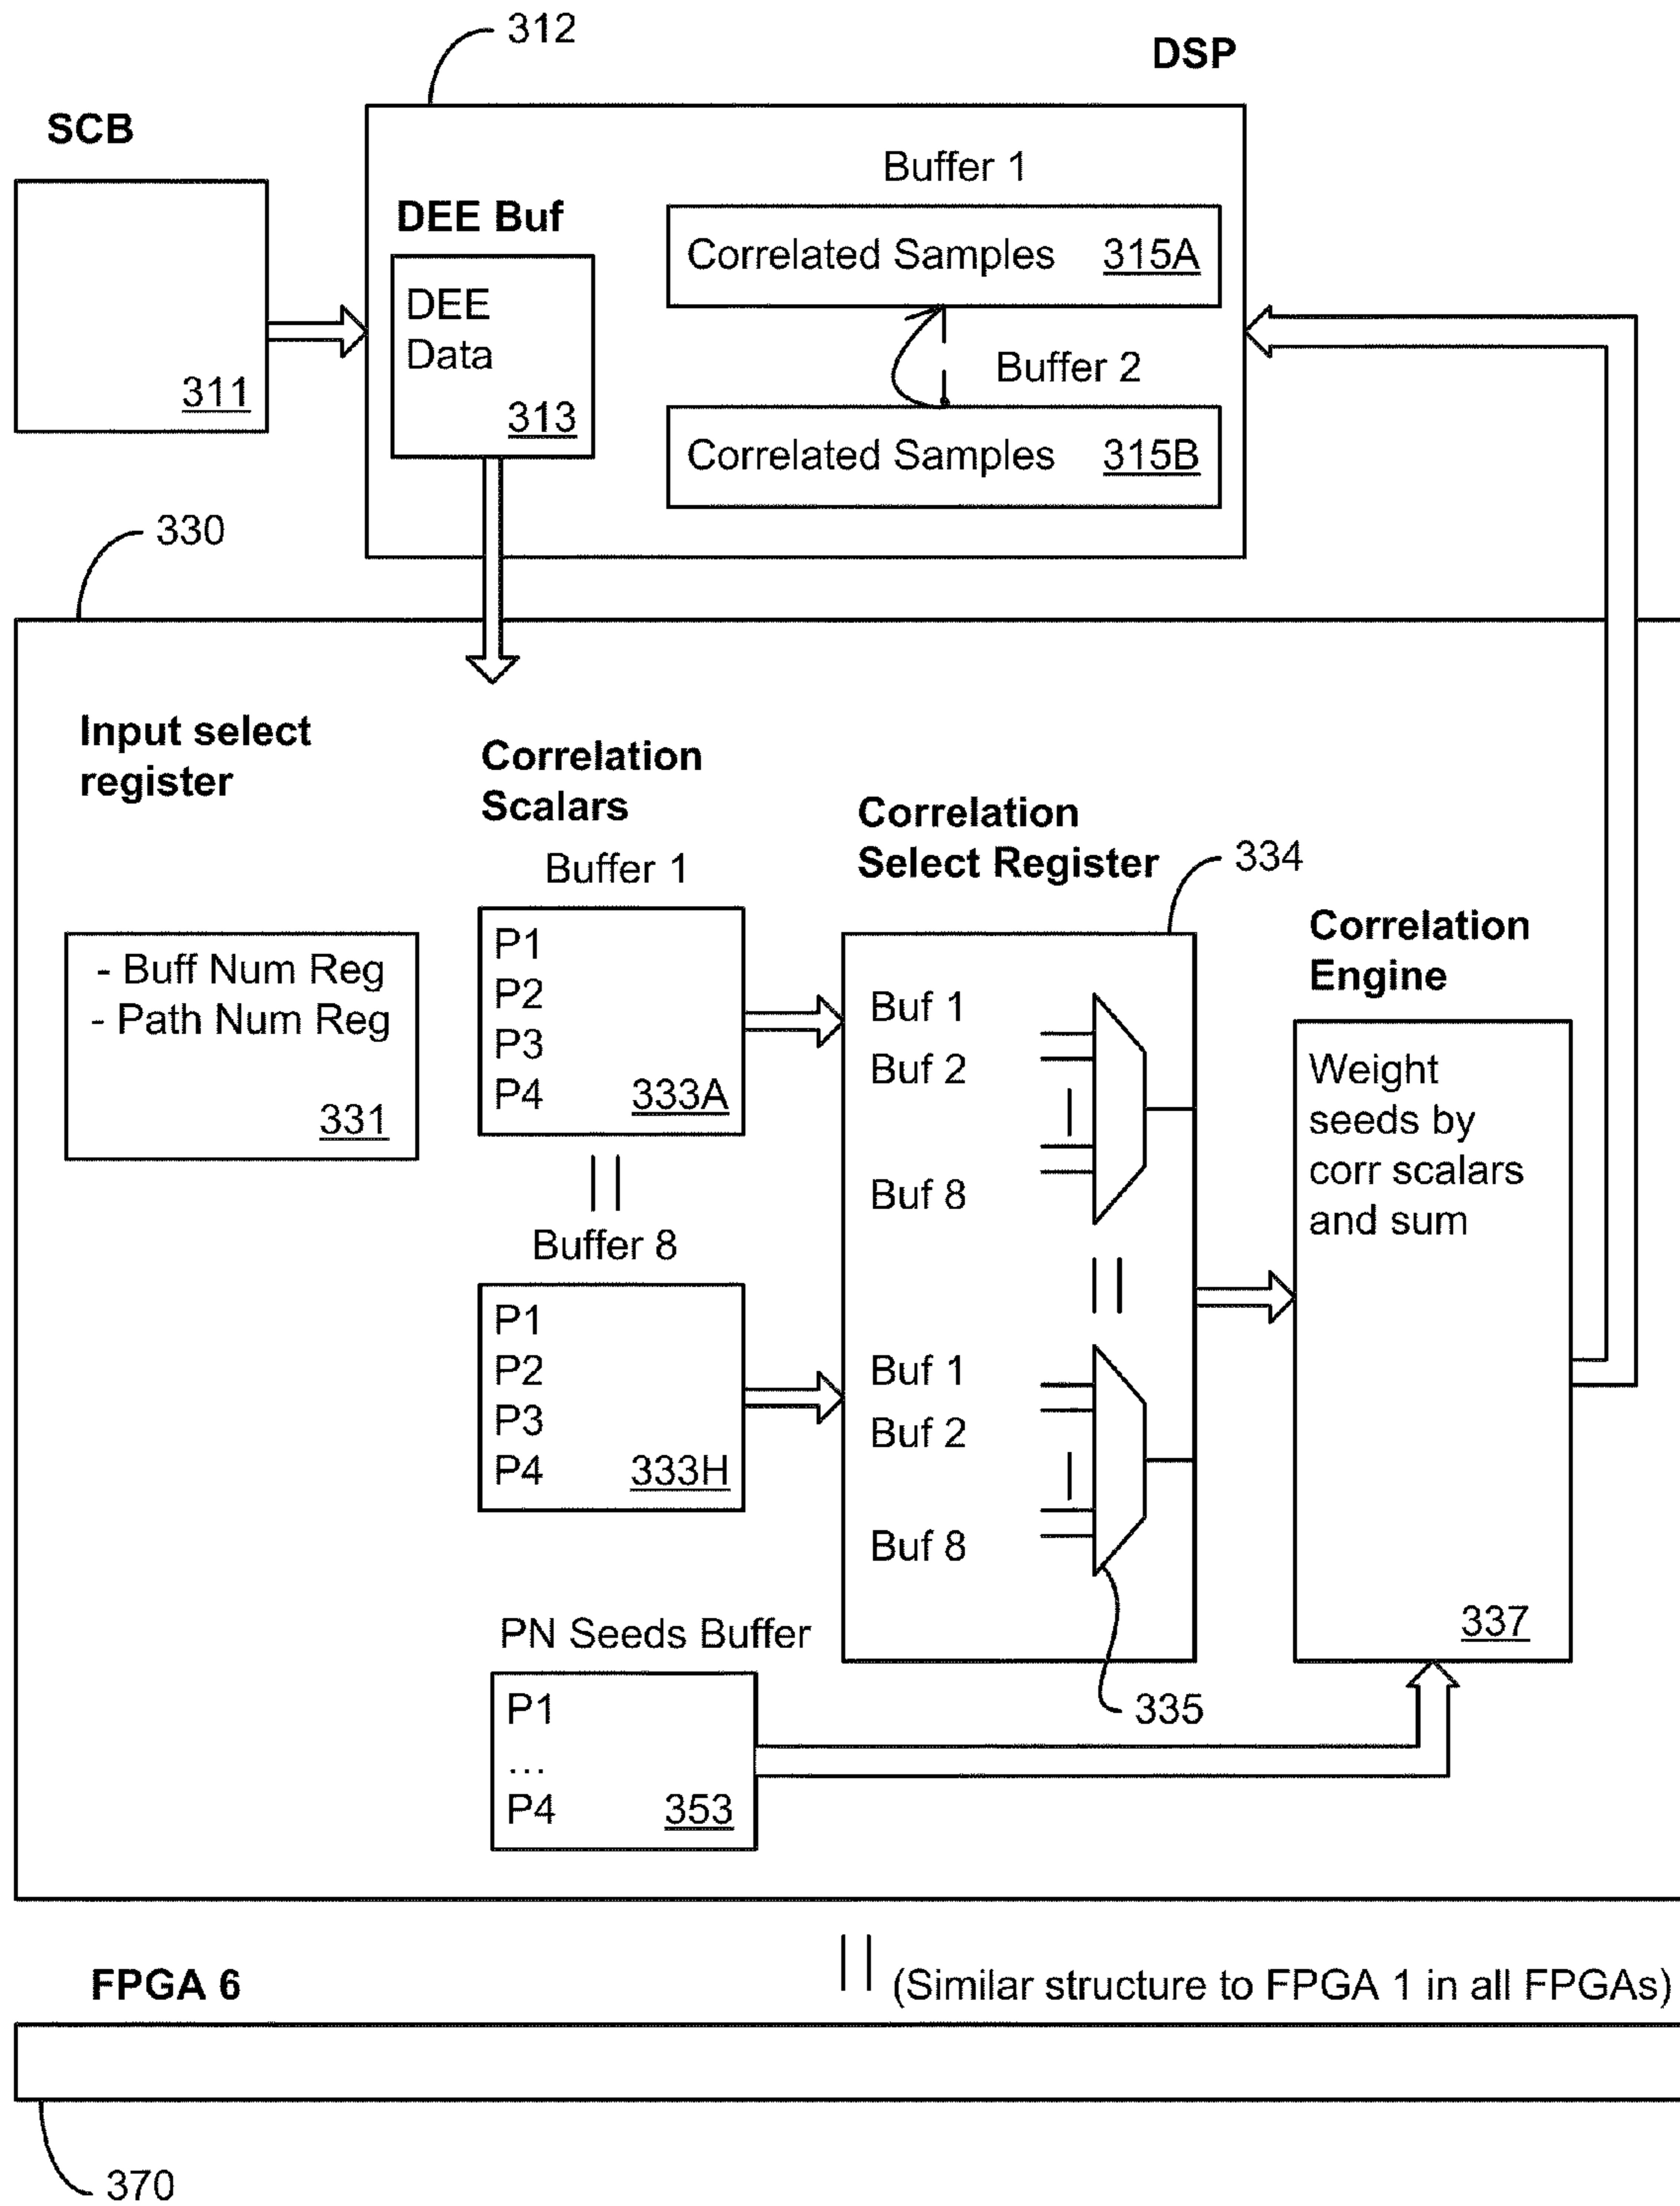 312
DSP
SCB
311
DEE Buf
DEE
Data
313
Buffer 1
Correlated Samples 315A
Buffer 2
Correlated Samples 315B
330
Input select
register
- Buff Num Reg
- Path Num Reg
331
Correlation
Scalars
Buffer 1
P1
P2
P3
P4 333A
Buffer 8
P1
P2
P3
P4 333H
Correlation
Select Register
334
Buf 1
Buf 2
Buf 8
Buf 1
Buf 2
Buf 8
335
Correlation
Engine
Weight
seeds by
corr scalars
and sum
337
PN Seeds Buffer
P1
...
P4 353
FPGA 6
(Similar structure to FPGA 1 in all FPGAs)
370